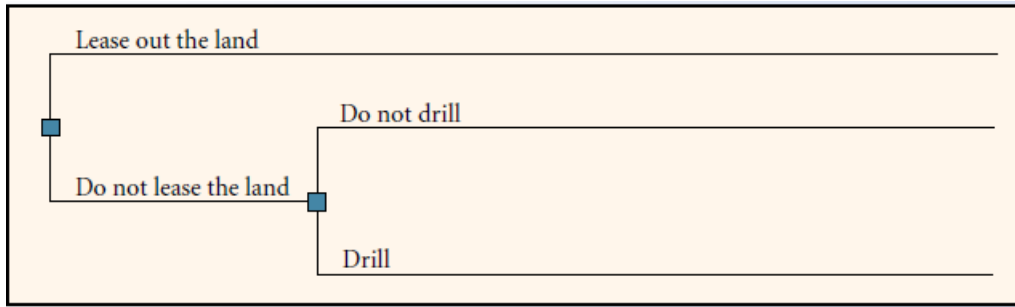 Lease out the land
Do not drill
Do not lease the land
Drill